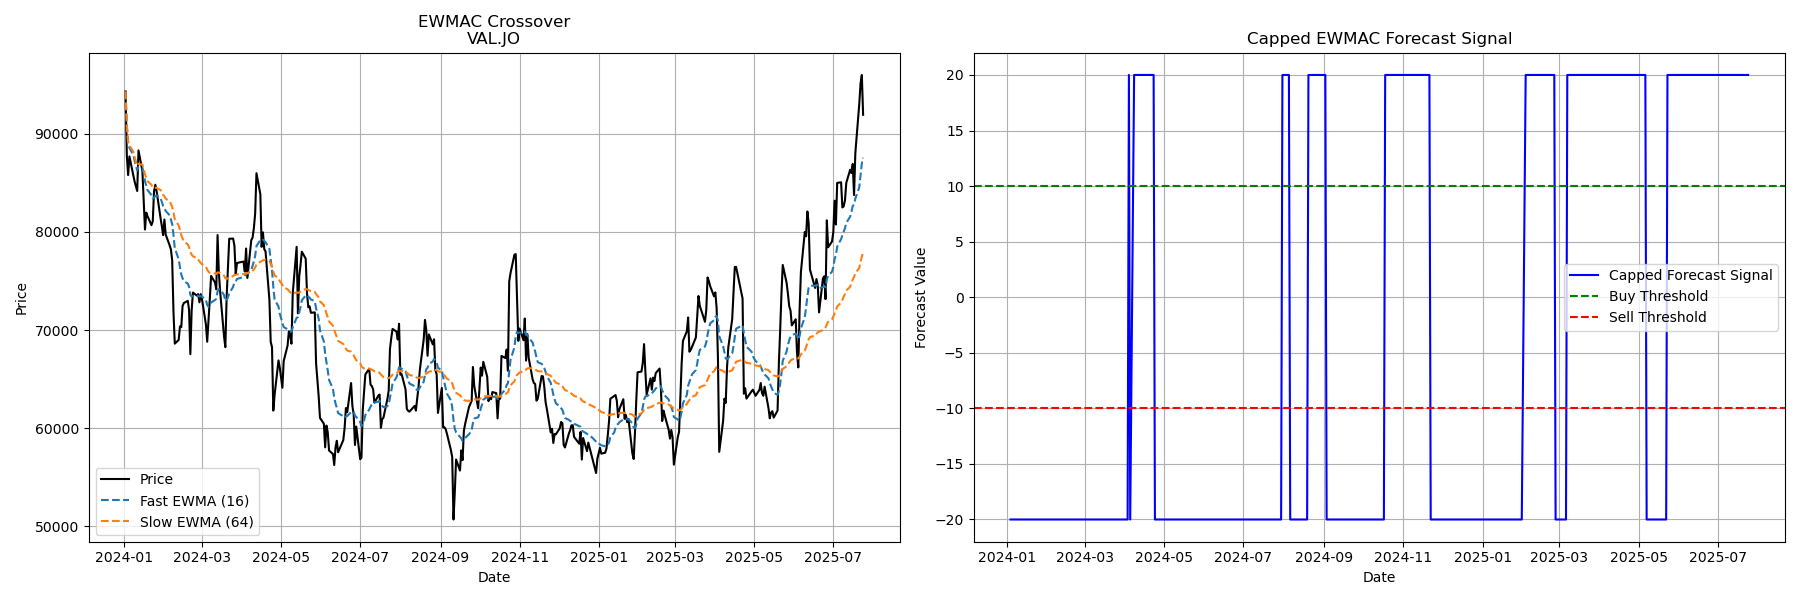 EWMAC Crossover
VAL.JO
Price
90000
80000
70000
60000
50000
Price
Fast EWMA (16)
Slow EWMA (64)
2024-01 2024-03 2024-05 2024-07 2024-09 2024-11 2025-01 2025-03 2025-05 2025-07
Date
Capped EWMAC Forecast Signal
Forecast Value
20
15
10
5
0
−5
−10
−15
−20
Capped Forecast Signal
Buy Threshold
Sell Threshold
2024-01 2024-03 2024-05 2024-07 2024-09 2024-11 2025-01 2025-03 2025-05 2025-07
Date